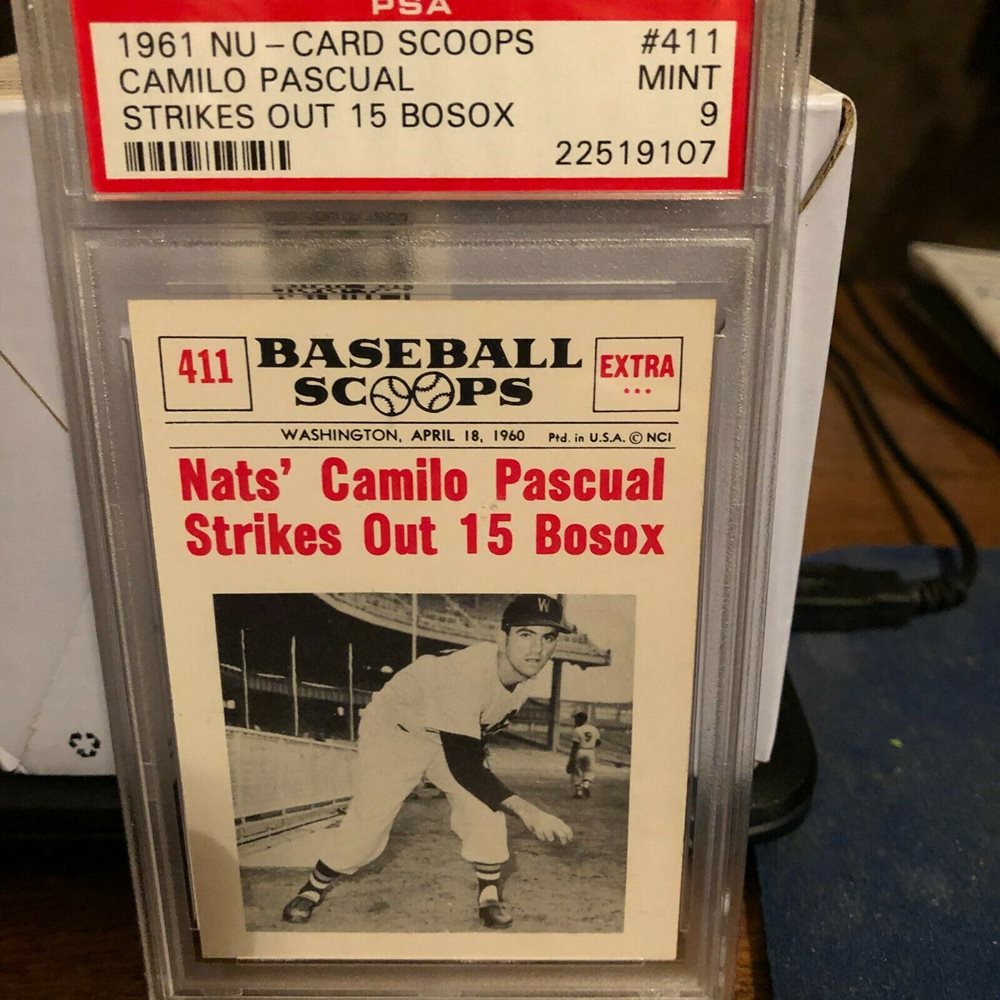 PSA
1961 NU-CARD SCOOPS #411
CAMILO PASCUAL MINT
STRIKES OUT 15 BOSOX 9
22519107
411 BASEBALL SCOOPS EXTRA
***
WASHINGTON, APRIL 18, 1960 Ptd. in U.S.A. © NCI
Nats' Camilo Pascual
Strikes Out 15 Bosox
W
5